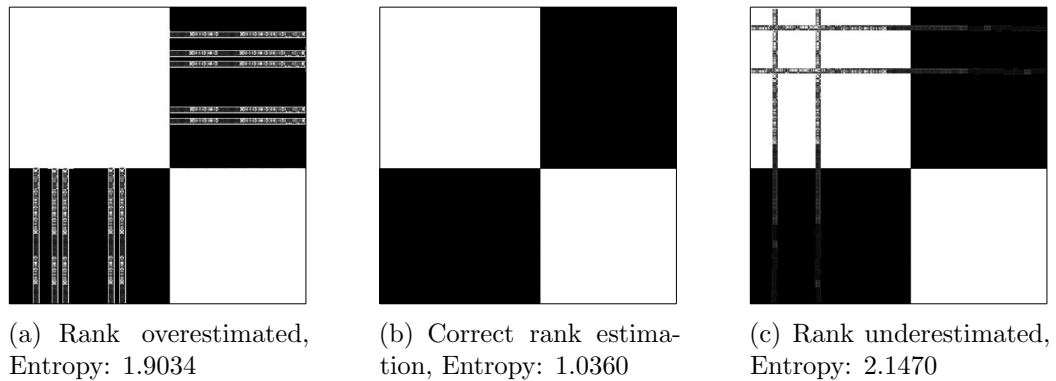 (a) Rank overestimated,
Entropy: 1.9034
(b) Correct rank estima-
tion, Entropy: 1.0360
(c) Rank underestimated,
Entropy: 2.1470